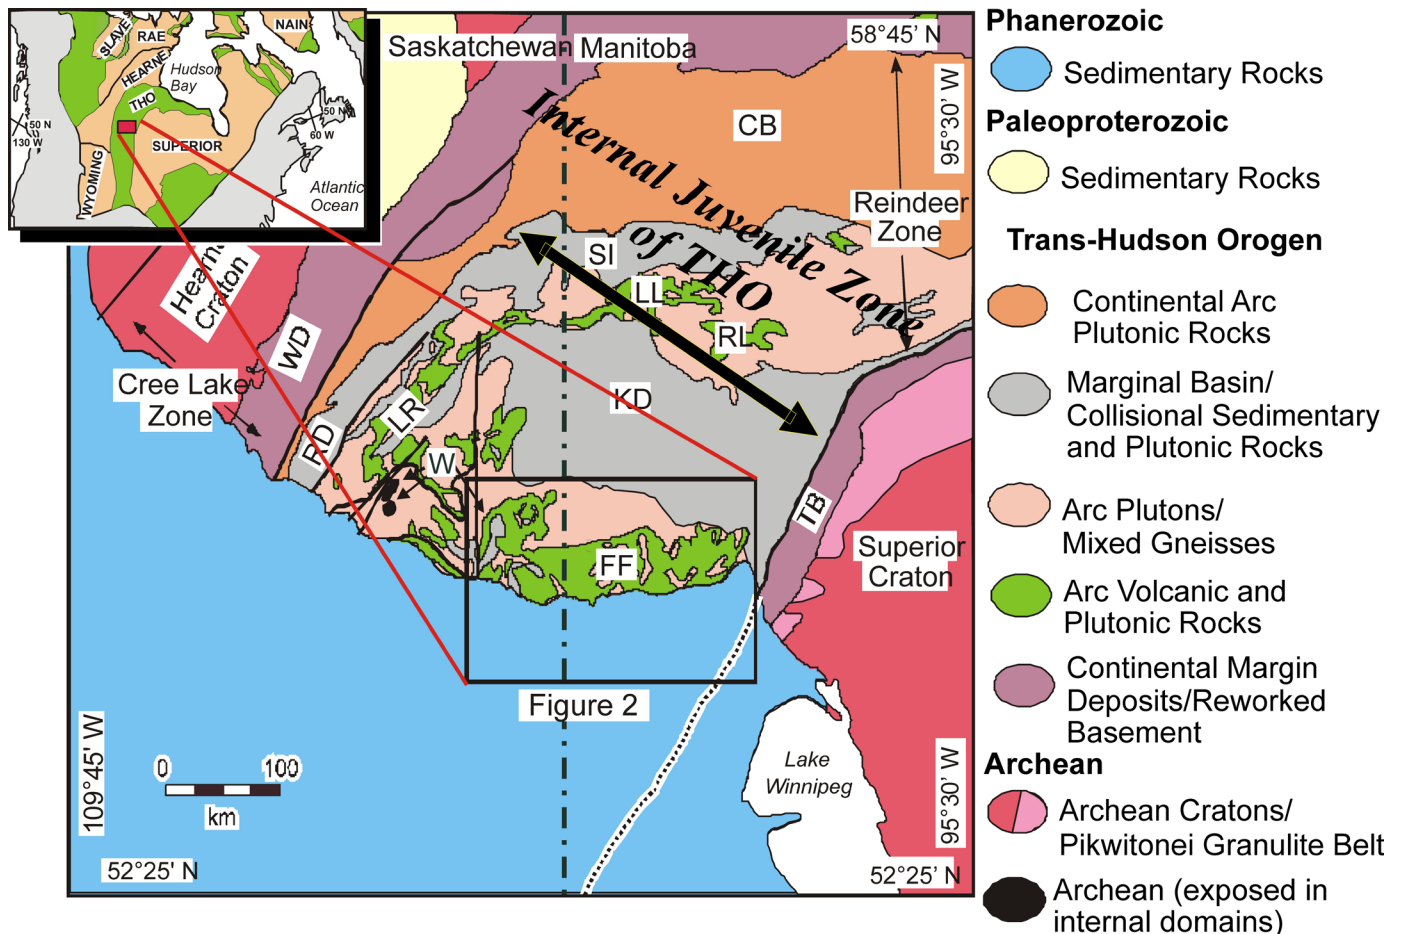 SLAVE
RAE
NAIN
HEARNE
Hudson
Bay
THO
50 N
130 W
50 N
60 W
SUPERIOR
WYOMING
Atlantic
Ocean
Saskatchewan Manitoba
58°45' N
95°30' W
CB
Internal Juvenile Zone
of THO
Reindeer
Zone
Hearne
Craton
SI
LL
RL
WD
Cree Lake
Zone
KD
LR
RD
W
TB
Superior
Craton
FF
Figure 2
109°45' W
0 100
km
52°25' N
Lake
Winnipeg
95°30' W
52°25' N
Phanerozoic
Sedimentary Rocks
Paleoproterozoic
Sedimentary Rocks
Trans-Hudson Orogen
Continental Arc
Plutonic Rocks
Marginal Basin/
Collisional Sedimentary
and Plutonic Rocks
Arc Plutons/
Mixed Gneisses
Arc Volcanic and
Plutonic Rocks
Continental Margin
Deposits/Reworked
Basement
Archean
Archean Cratons/
Pikwitonei Granulite Belt
Archean (exposed in
internal domains)